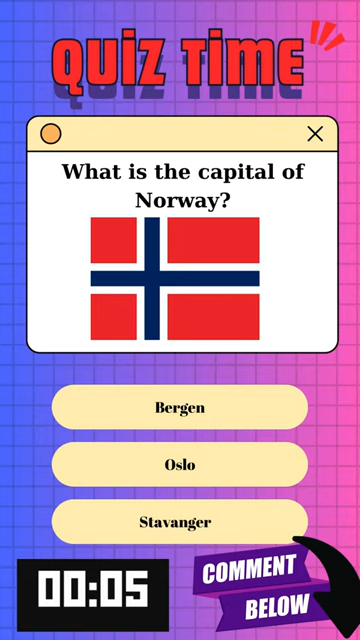 QUiZ TiME
What is the capital of
Norway?
Bergen
Oslo
Stavanger
00:05
COMMENT
BELOW